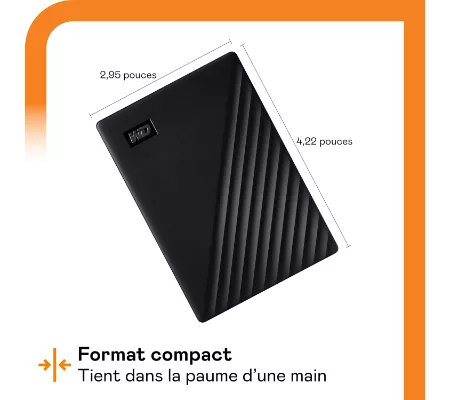 2,95 pouces
4,22 pouces
WD
Format compact
Tient dans la paume d’une main